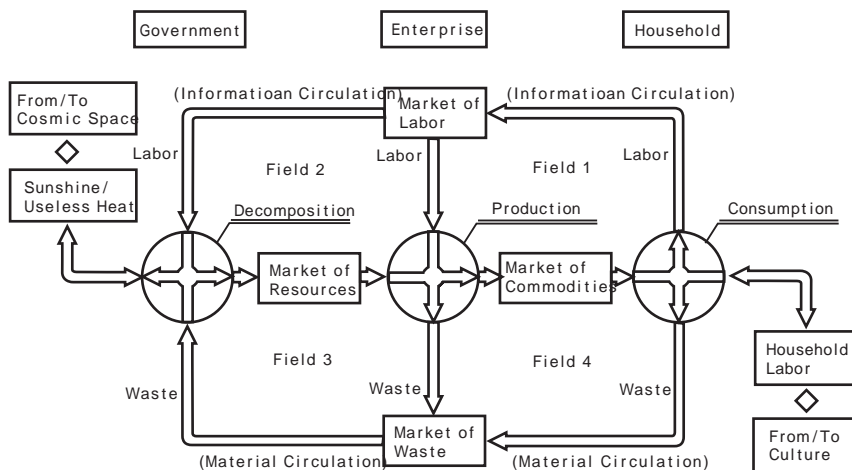 Government
Enterprise
Household
(Informatioan Circulation)
(Informatioan Circulation)
From/To
Cosmic Space
Market of
Labor
Labor
Labor
Labor
Field 2
Field 1
Sunshine/
Useless Heat
Decomposition
Production
Consumption
Market of
Resources
Market of
Commodities
Field 3
Field 4
Household
Labor
Waste
Waste
Waste
Market of
Waste
From/To
Culture
(Material Circulation)
(Material Circulation)